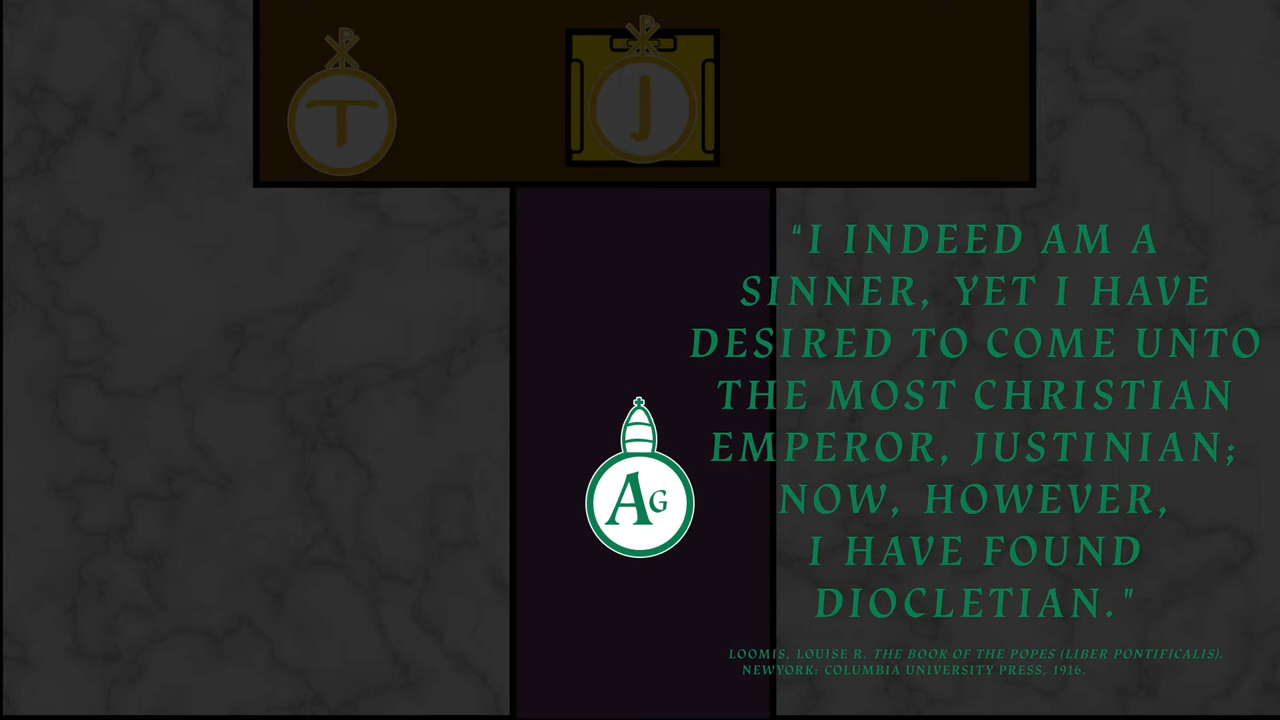 T
J
"I INDEED AM A
SINNER, YET I HAVE
DESIRED TO COME UNTO
THE MOST CHRISTIAN
EMPEROR, JUSTINIAN;
NOW, HOWEVER,
I HAVE FOUND
DIOCLETIAN."
AG
LOOMIS, LOUISE R. THE BOOK OF THE POPES (LIBER PONTIFICALIS).
NEWYORK: COLUMBIA UNIVERSITY PRESS, 1916.